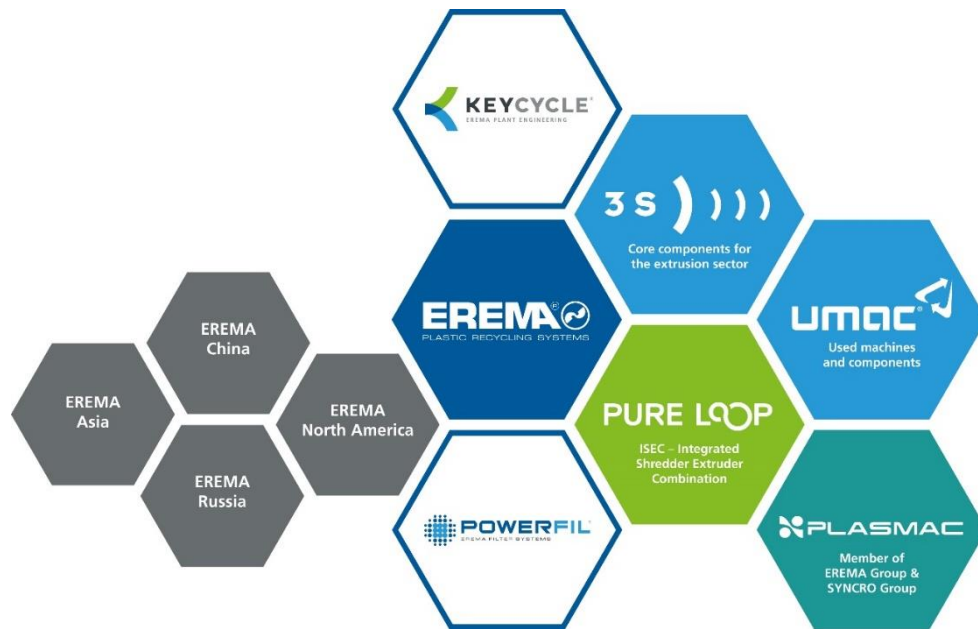 KEYCYCLE®
EREMA PLANT ENGINEERING
3S
Core components for
the extrusion sector
EREMA®
PLASTIC RECYCLING SYSTEMS
umac®
Used machines
and components
EREMA
China
EREMA
Asia
EREMA
North America
EREMA
Russia
PURE LOOP
ISEC – Integrated
Shredder Extruder
Combination
POWERFIL®
EREMA FILTER SYSTEMS
PLASMAC
Member of
EREMA Group &
SYNCRO Group